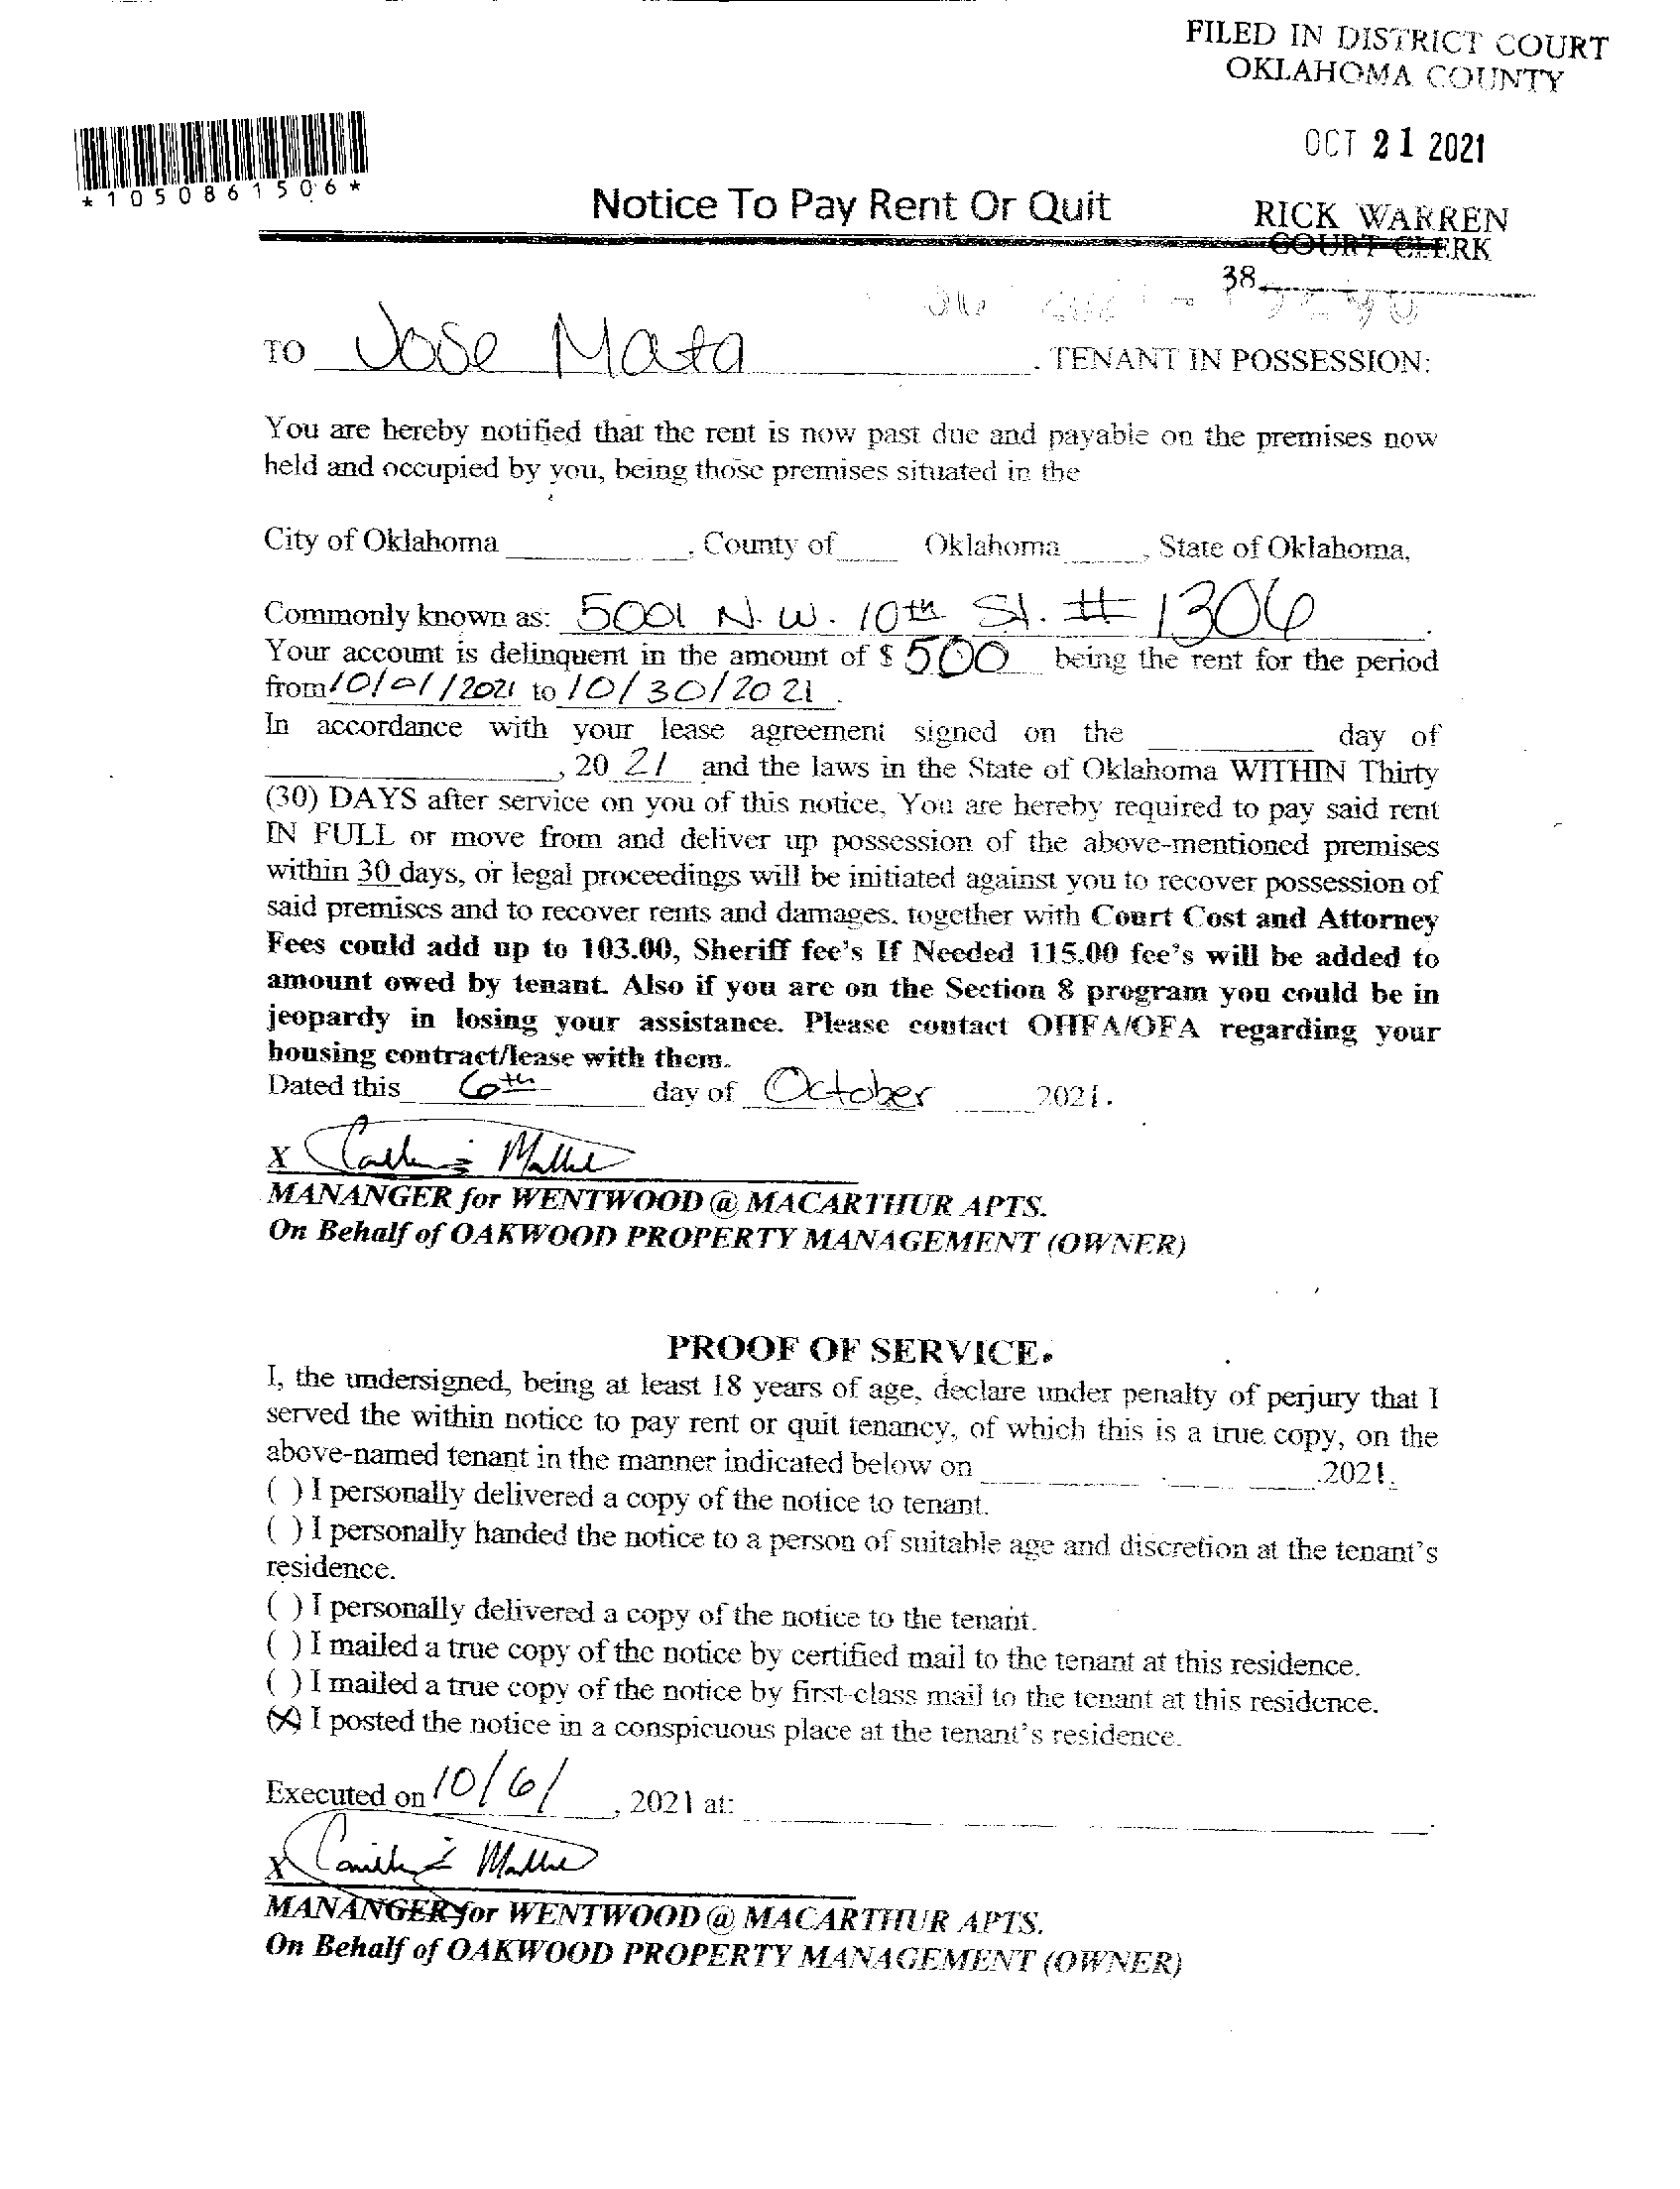 FILED IN DISTRICT COURT
OKLAHOMA COUNTY
OCT 21 2021
*1050861506*
Notice To Pay Rent Or Quit
RICK WARREN
COURT CLERK
38
TO Jose Mata . TENANT IN POSSESSION:
You are hereby notified that the rent is now past due and payable on the premises now
held and occupied by you, being those premises situated in the
City of Oklahoma , County of Oklahoma , State of Oklahoma,
Commonly known as: 5001 N.W. 10th St. # 1306 .
Your account is delinquent in the amount of $ 500 being the rent for the period
from 10/01/2021 to 10/30/2021 .
In accordance with your lease agreement signed on the ________ day of
________, 20 21 and the laws in the State of Oklahoma WITHIN Thirty
(30) DAYS after service on you of this notice, You are hereby required to pay said rent
IN FULL or move from and deliver up possession of the above-mentioned premises
within 30 days, or legal proceedings will be initiated against you to recover possession of
said premises and to recover rents and damages. together with Court Cost and Attorney
Fees could add up to 103.00, Sheriff fee's If Needed 115.00 fee's will be added to
amount owed by tenant. Also if you are on the Section 8 program you could be in
jeopardy in losing your assistance. Please contact OHFA/OFA regarding your
housing contract/lease with them.
Dated this 6th day of October 2021.
X
MANANGER for WENTWOOD @ MACARTHUR APTS.
On Behalf of OAKWOOD PROPERTY MANAGEMENT (OWNER)
PROOF OF SERVICE.
I, the undersigned, being at least 18 years of age, declare under penalty of perjury that I
served the within notice to pay rent or quit tenancy, of which this is a true copy, on the
above-named tenant in the manner indicated below on ________ .2021.
( ) I personally delivered a copy of the notice to tenant.
( ) I personally handed the notice to a person of suitable age and discretion at the tenant's
residence.
( ) I personally delivered a copy of the notice to the tenant.
( ) I mailed a true copy of the notice by certified mail to the tenant at this residence.
( ) I mailed a true copy of the notice by first-class mail to the tenant at this residence.
(X) I posted the notice in a conspicuous place at the tenant's residence.
Executed on 10/6/ , 2021 at: ________.
X
MANANGER for WENTWOOD @ MACARTHUR APTS.
On Behalf of OAKWOOD PROPERTY MANAGEMENT (OWNER)